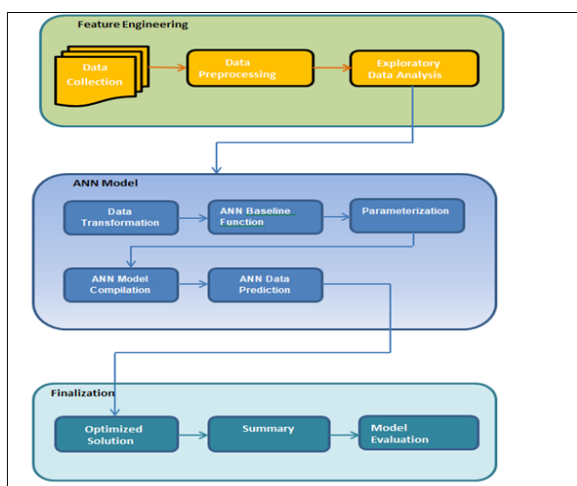 Feature Engineering
Data
Collection
Data
Preprocessing
Exploratory
Data Analysis
ANN Model
Data
Transformation
ANN Baseline
Function
Parameterization
ANN Model
Compilation
ANN Data
Prediction
Finalization
Optimized
Solution
Summary
Model
Evaluation